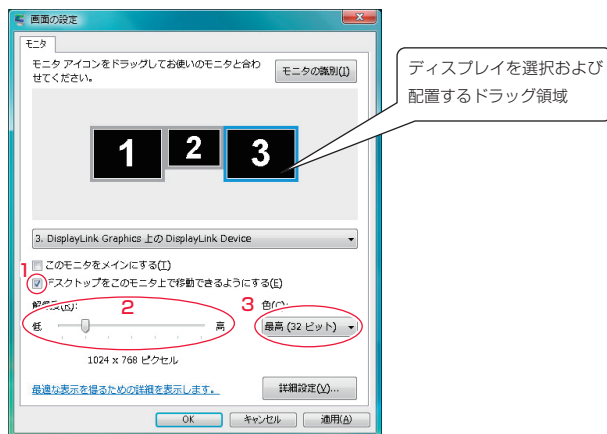 画面の設定
モニタ
モニタ アイコンをドラッグしてお使いのモニタと合わ
せてください。
モニタの識別(I)
ディスプレイを選択および
配置するドラッグ領域
1
2
3
3. DisplayLink Graphics 上の DisplayLink Device
このモニタをメインにする(T)
1
デスクトップをこのモニタ上で移動できるようにする(E)
解像度(R):
2
3
色(C):
低
高
最高 (32 ビット)
1024 x 768 ピクセル
最適な表示を得るための詳細を表示します。
詳細設定(V)...
OK
キャンセル
適用(A)